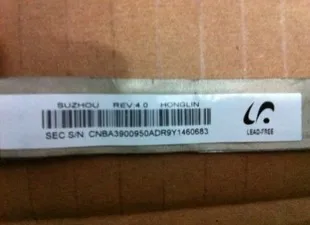 SUZHOU REV:4.0 HONGLIN
SEC S/N CNBA3900950ADR9Y1460683
LEAD-FREE